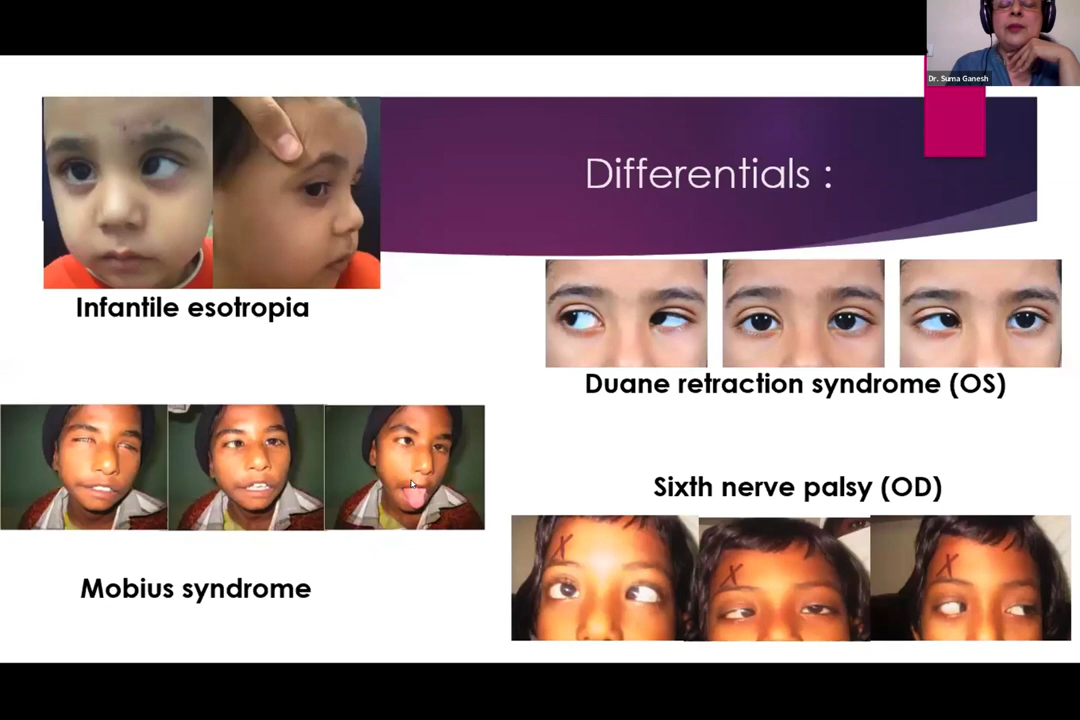 Dr. Suma Ganesh
Differentials :
Infantile esotropia
Duane retraction syndrome (OS)
Sixth nerve palsy (OD)
Mobius syndrome
X
X
X